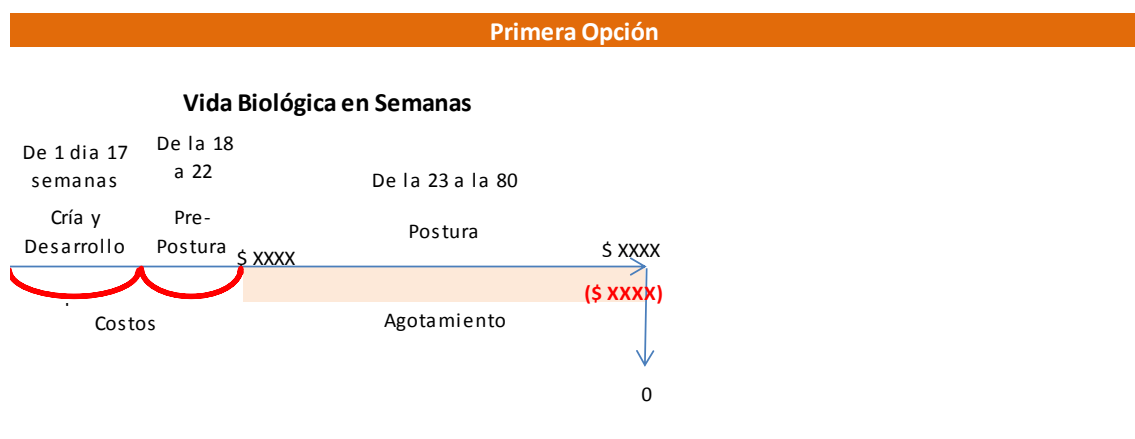 Primera Opción
Vida Biológica en Semanas
De 1 dia 17
semanas
De la 18
a 22
De la 23 a la 80
Cría y
Desarrollo
Pre-
Postura
Postura
$ XXXX
$ XXXX
($ XXXX)
Costos
Agotamiento
0